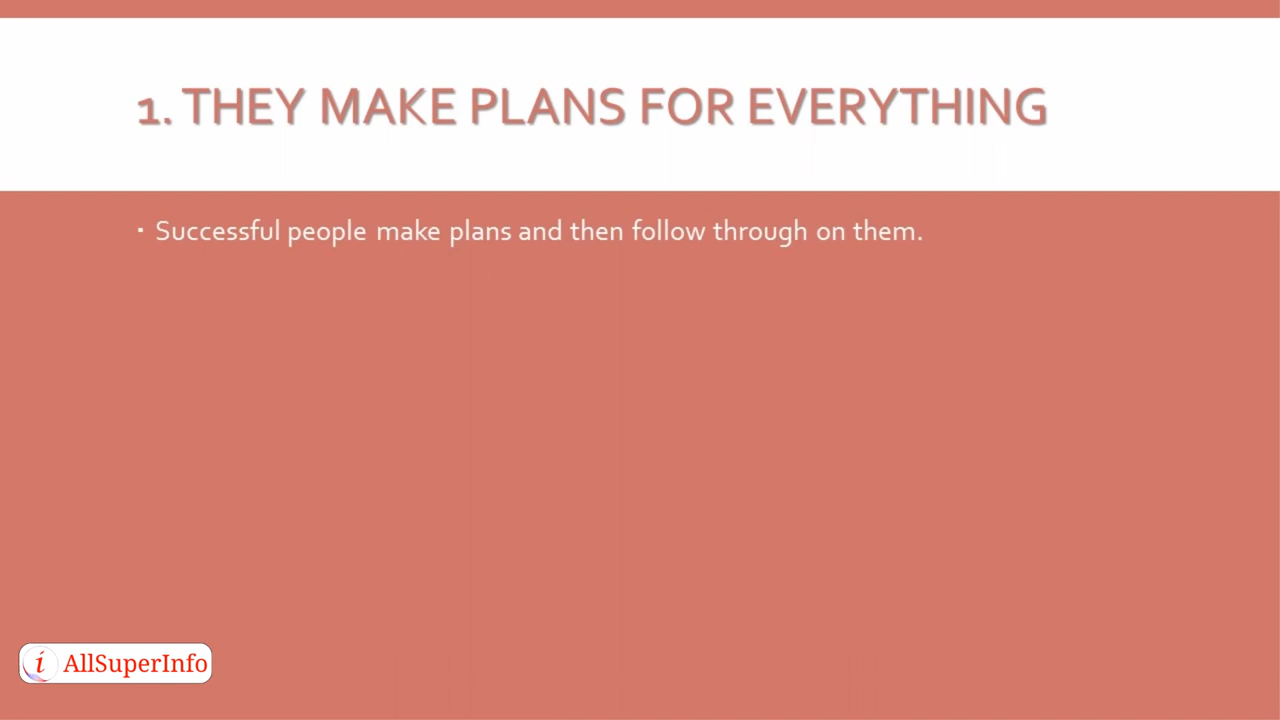 1. THEY MAKE PLANS FOR EVERYTHING
▪ Successful people make plans and then follow through on them.
i AllSuperInfo